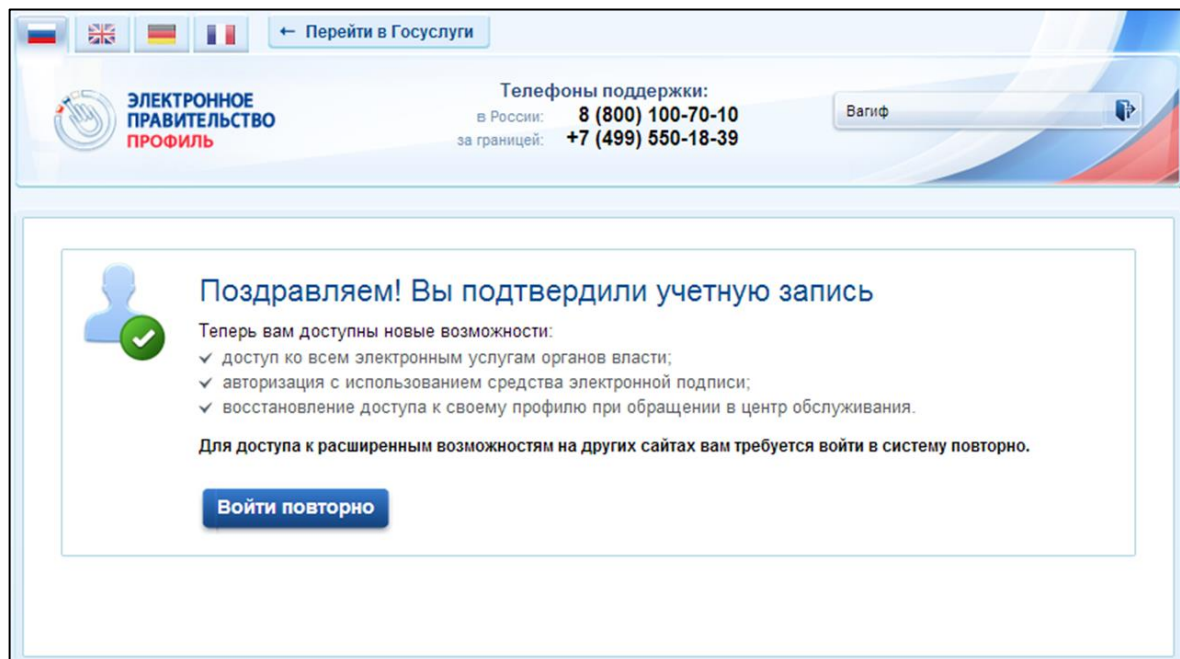 ← Перейти в Госуслуги
ЭЛЕКТРОННОЕ
ПРАВИТЕЛЬСТВО
ПРОФИЛЬ
Телефоны поддержки:
в России: 8 (800) 100-70-10
за границей: +7 (499) 550-18-39
Вагиф
Поздравляем! Вы подтвердили учетную запись
Теперь вам доступны новые возможности:
доступ ко всем электронным услугам органов власти;
авторизация с использованием средства электронной подписи;
восстановление доступа к своему профилю при обращении в центр обслуживания.
Для доступа к расширенным возможностям на других сайтах вам требуется войти в систему повторно.
Войти повторно